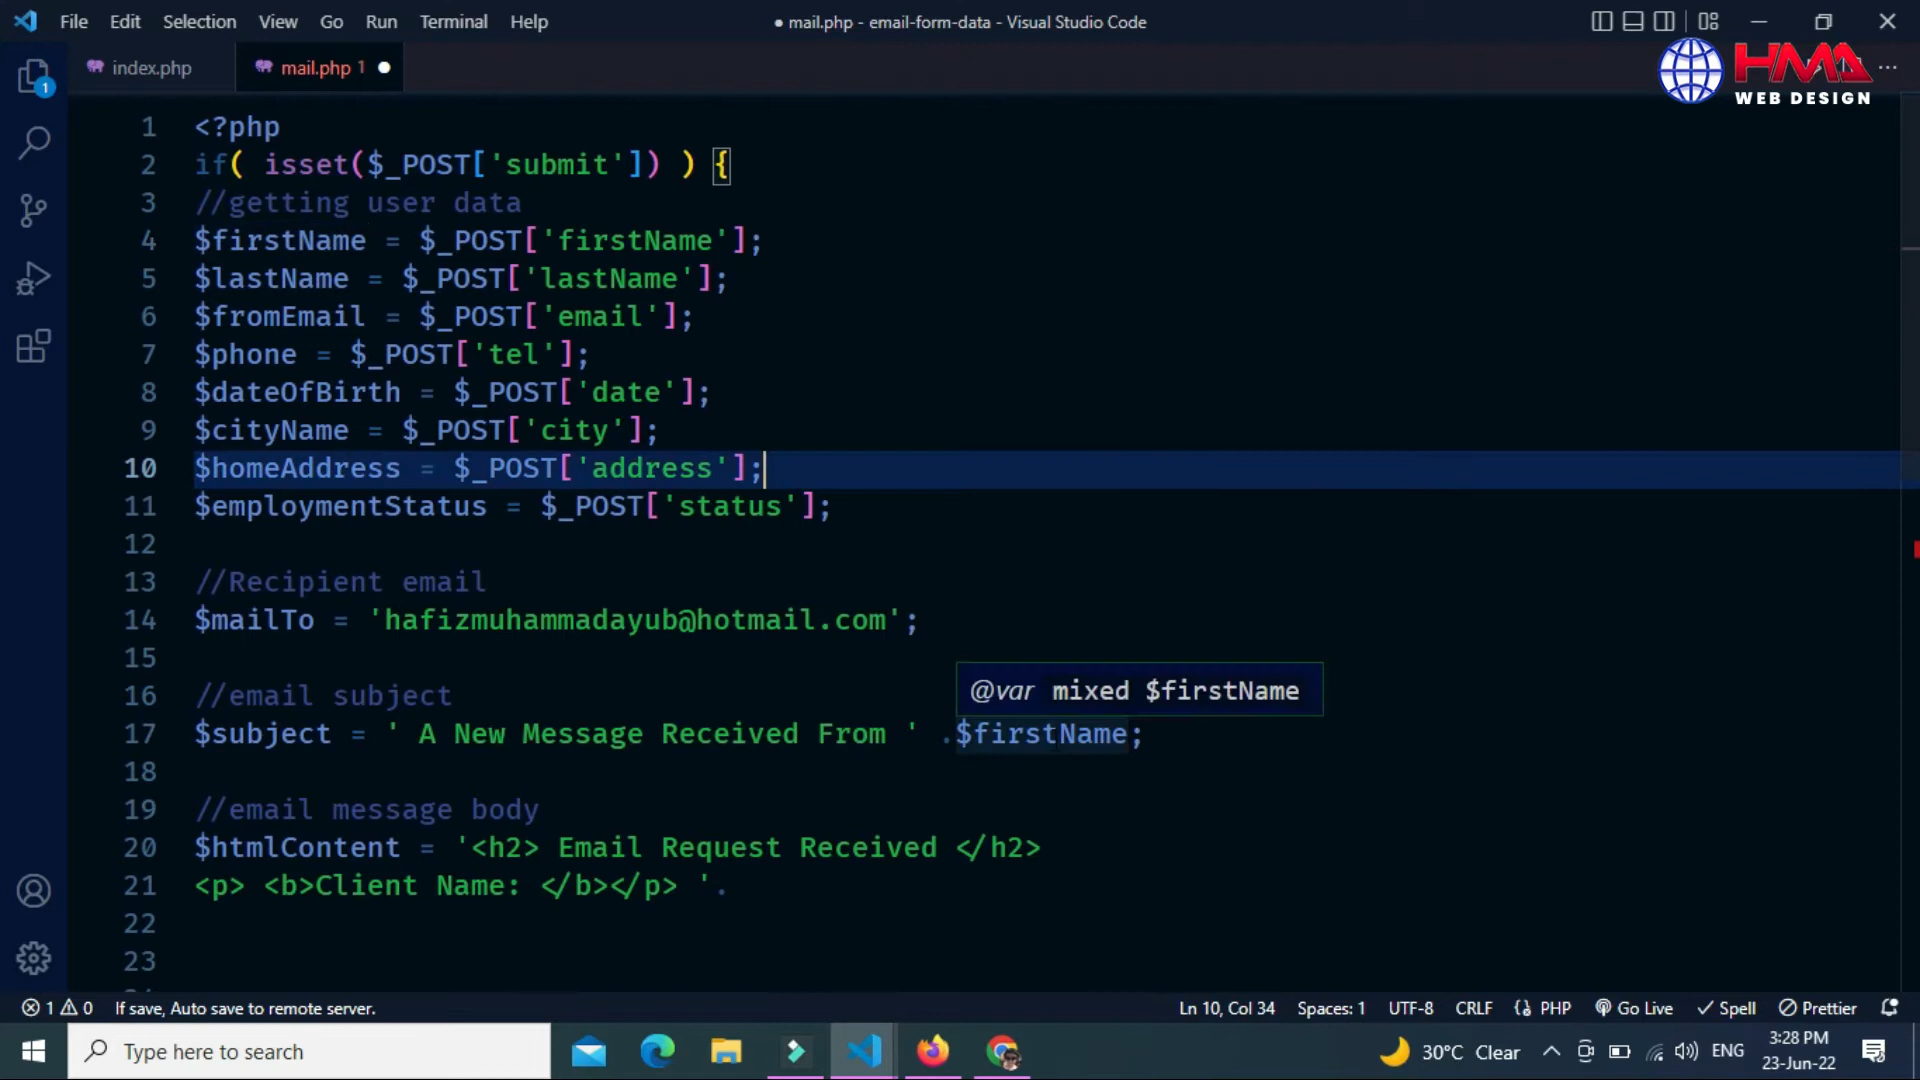 File Edit Selection View Go Run Terminal Help
● mail.php - email-form-data - Visual Studio Code
index.php
mail.php 1 ●
HMA
WEB DESIGN
1 <?php
2 if( isset($_POST['submit']) ) {
3 //getting user data
4 $firstName = $_POST['firstName'];
5 $lastName = $_POST['lastName'];
6 $fromEmail = $_POST['email'];
7 $phone = $_POST['tel'];
8 $dateOfBirth = $_POST['date'];
9 $cityName = $_POST['city'];
10 $homeAddress = $_POST['address'];
11 $employmentStatus = $_POST['status'];
12
13 //Recipient email
14 $mailTo = 'hafizmuhammadayub@hotmail.com';
15
16 //email subject
@var mixed $firstName
17 $subject = ' A New Message Received From ' .$firstName;
18
19 //email message body
20 $htmlContent = '<h2> Email Request Received </h2>
21 <p> <b>Client Name: </b></p> '.
22
23
1
1 0 If save, Auto save to remote server.
Ln 10, Col 34 Spaces: 1 UTF-8 CRLF PHP Go Live Spell Prettier
Type here to search
30°C Clear
ENG
3:28 PM
23-Jun-22